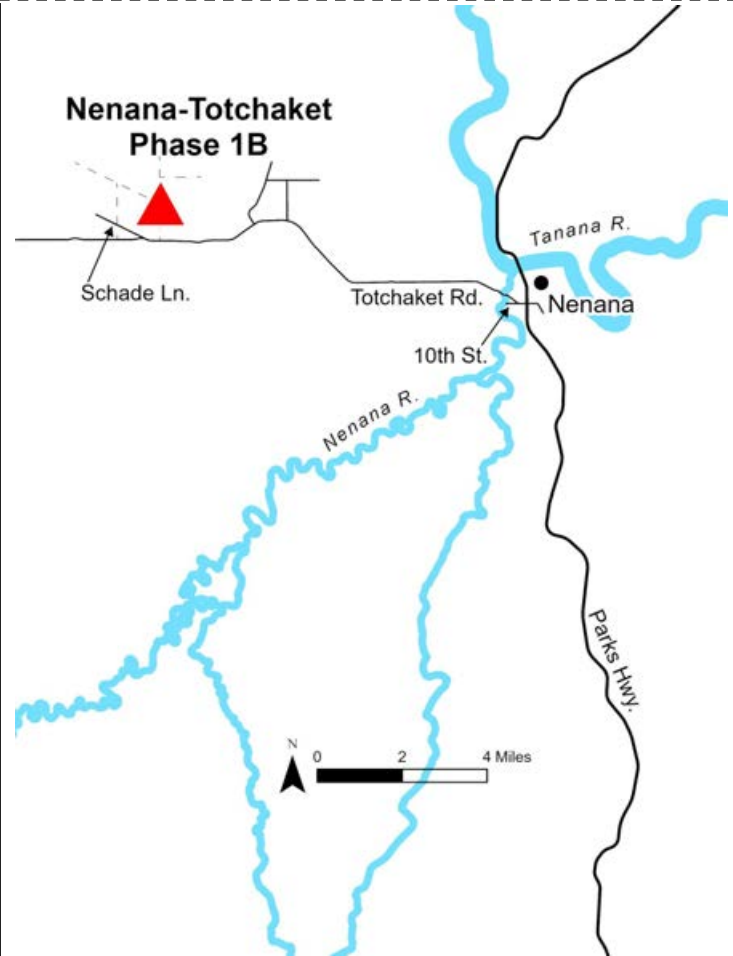 Nenana-Totchaket
Phase 1B
Tanana R.
Schade Ln.
Totchaket Rd.
Nenana
10th St.
Nenana R.
Parks Hwy.
N
0 2 4 Miles